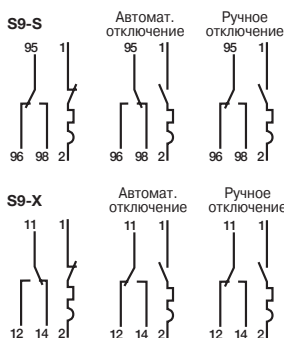 S9-S
Автомат.
отключение
Ручное
отключение
95 1
95 1
95 1
96 98 2
96 98 2
96 98 2
S9-X
Автомат.
отключение
Ручное
отключение
11 1
11 1
11 1
12 14 2
12 14 2
12 14 2